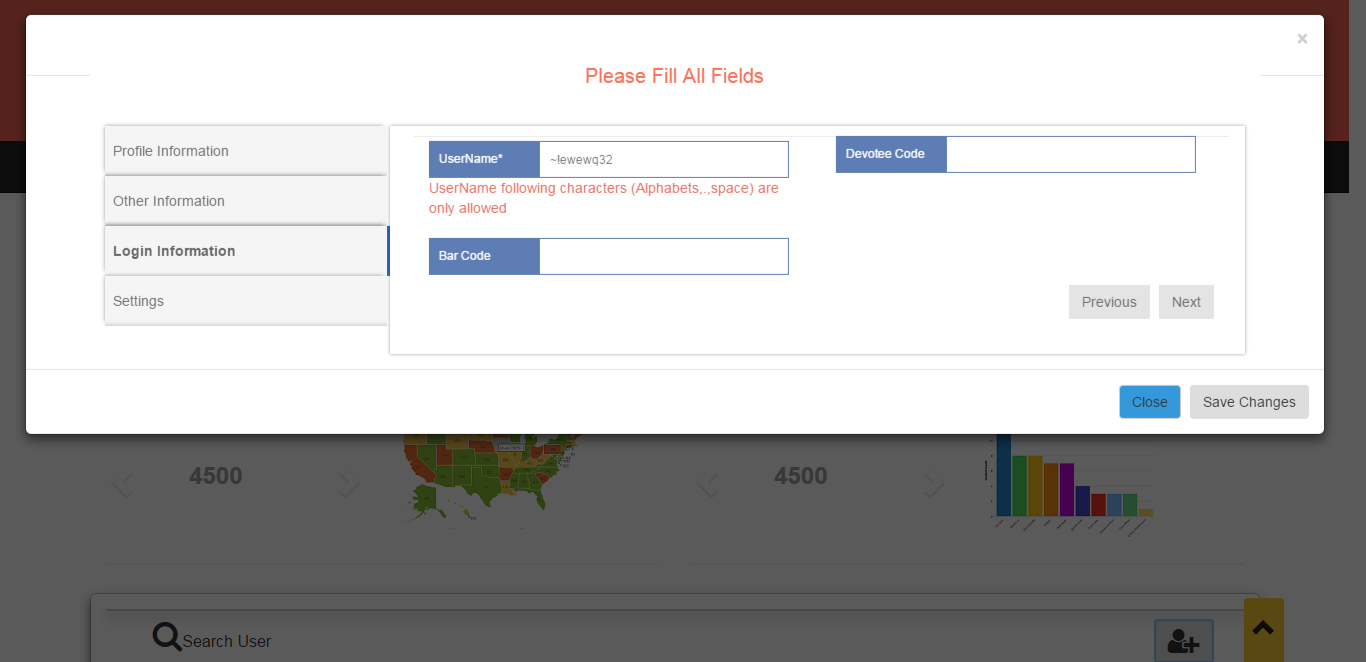 ×
Please Fill All Fields
Profile Information
Other Information
Login Information
Settings
UserName*
~!ewewq32
UserName following characters (Alphabets,.,space) are
only allowed
Devotee Code
Bar Code
Previous
Next
Close
Save Changes
4500
4500
Search User